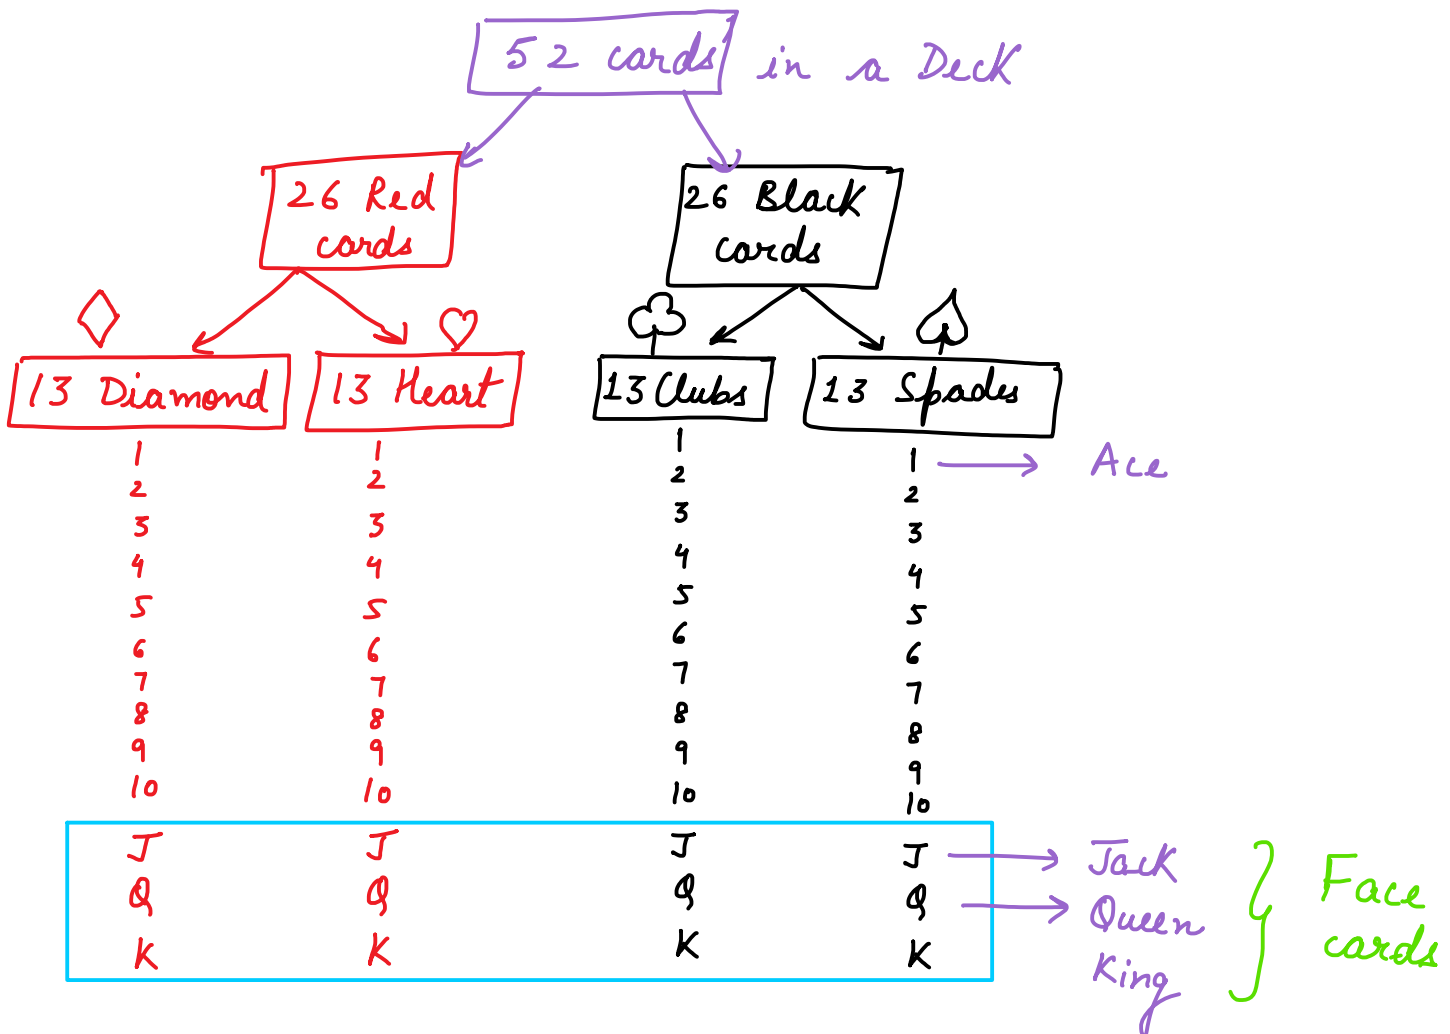 52 cards in a Deck
26 Red cards
26 Black cards
13 Diamond
13 Heart
13 Clubs
13 Spades
1 1 1 1 Ace
2 2 2 2
3 3 3 3
4 4 4 4
5 5 5 5
6 6 6 6
7 7 7 7
8 8 8 8
9 9 9 9
10 10 10 10
J J J J Jack
Q Q Q Q Queen
K K K K King
Face
cards